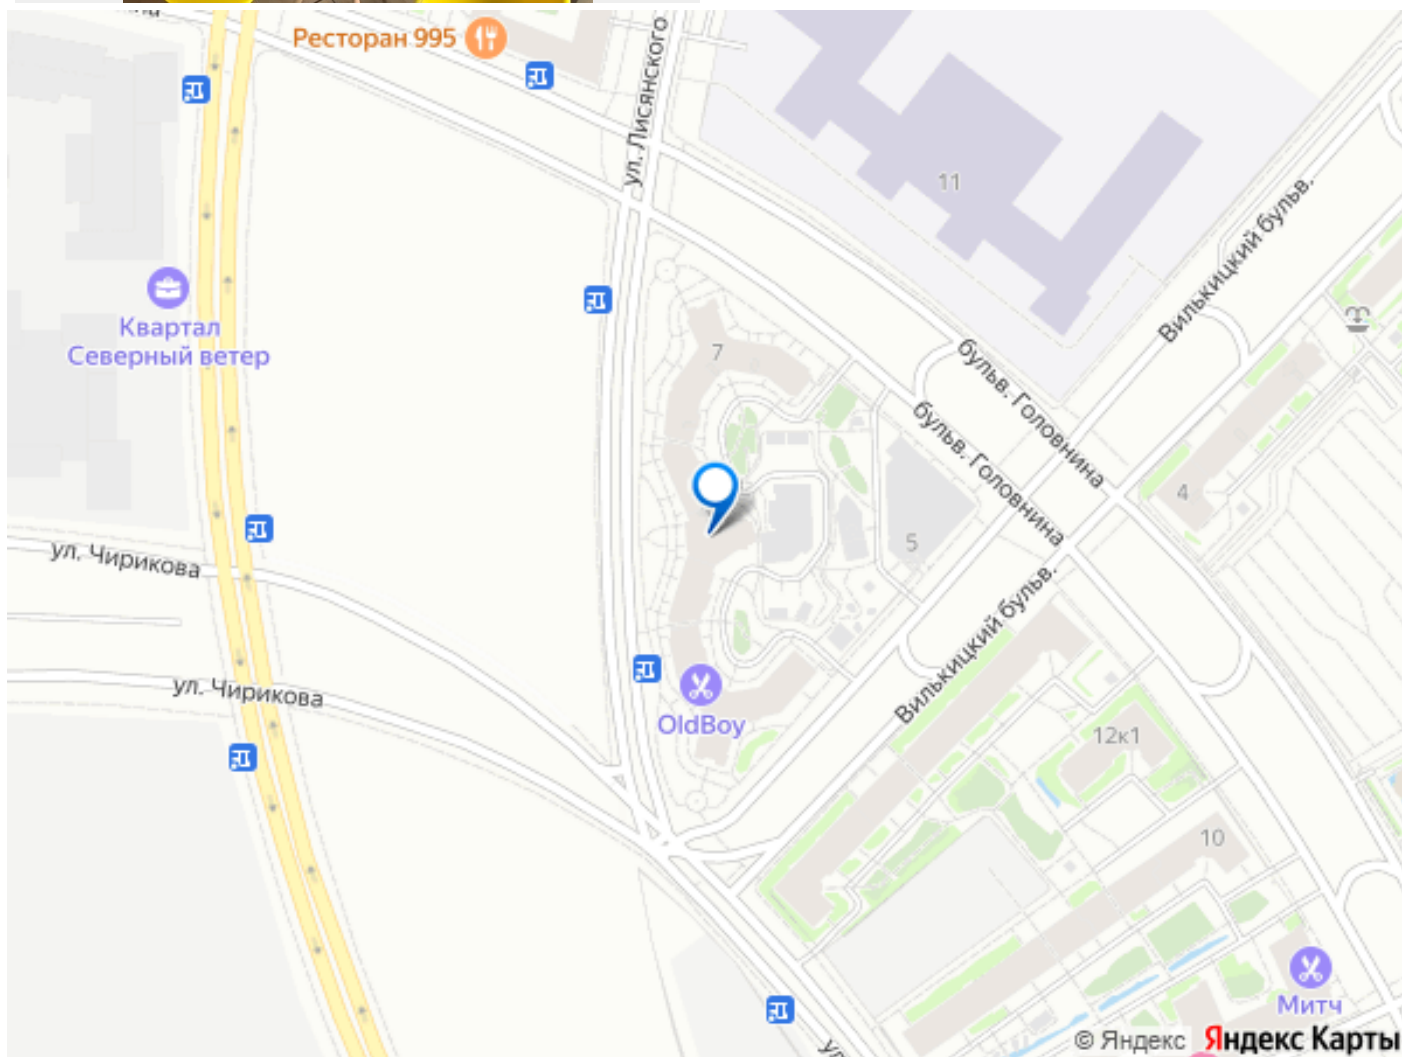 Ресторан 995
ул. Лисянского
11
Вилькицкий бульв.
Квартал
Северный ветер
7
бульв. Головнина
бульв. Головнина
4
5
ул. Чирикова
ул. Чирикова
Вилькицкий бульв.
OldBoy
12к1
10
Митч
© Яндекс Яндекс Карты